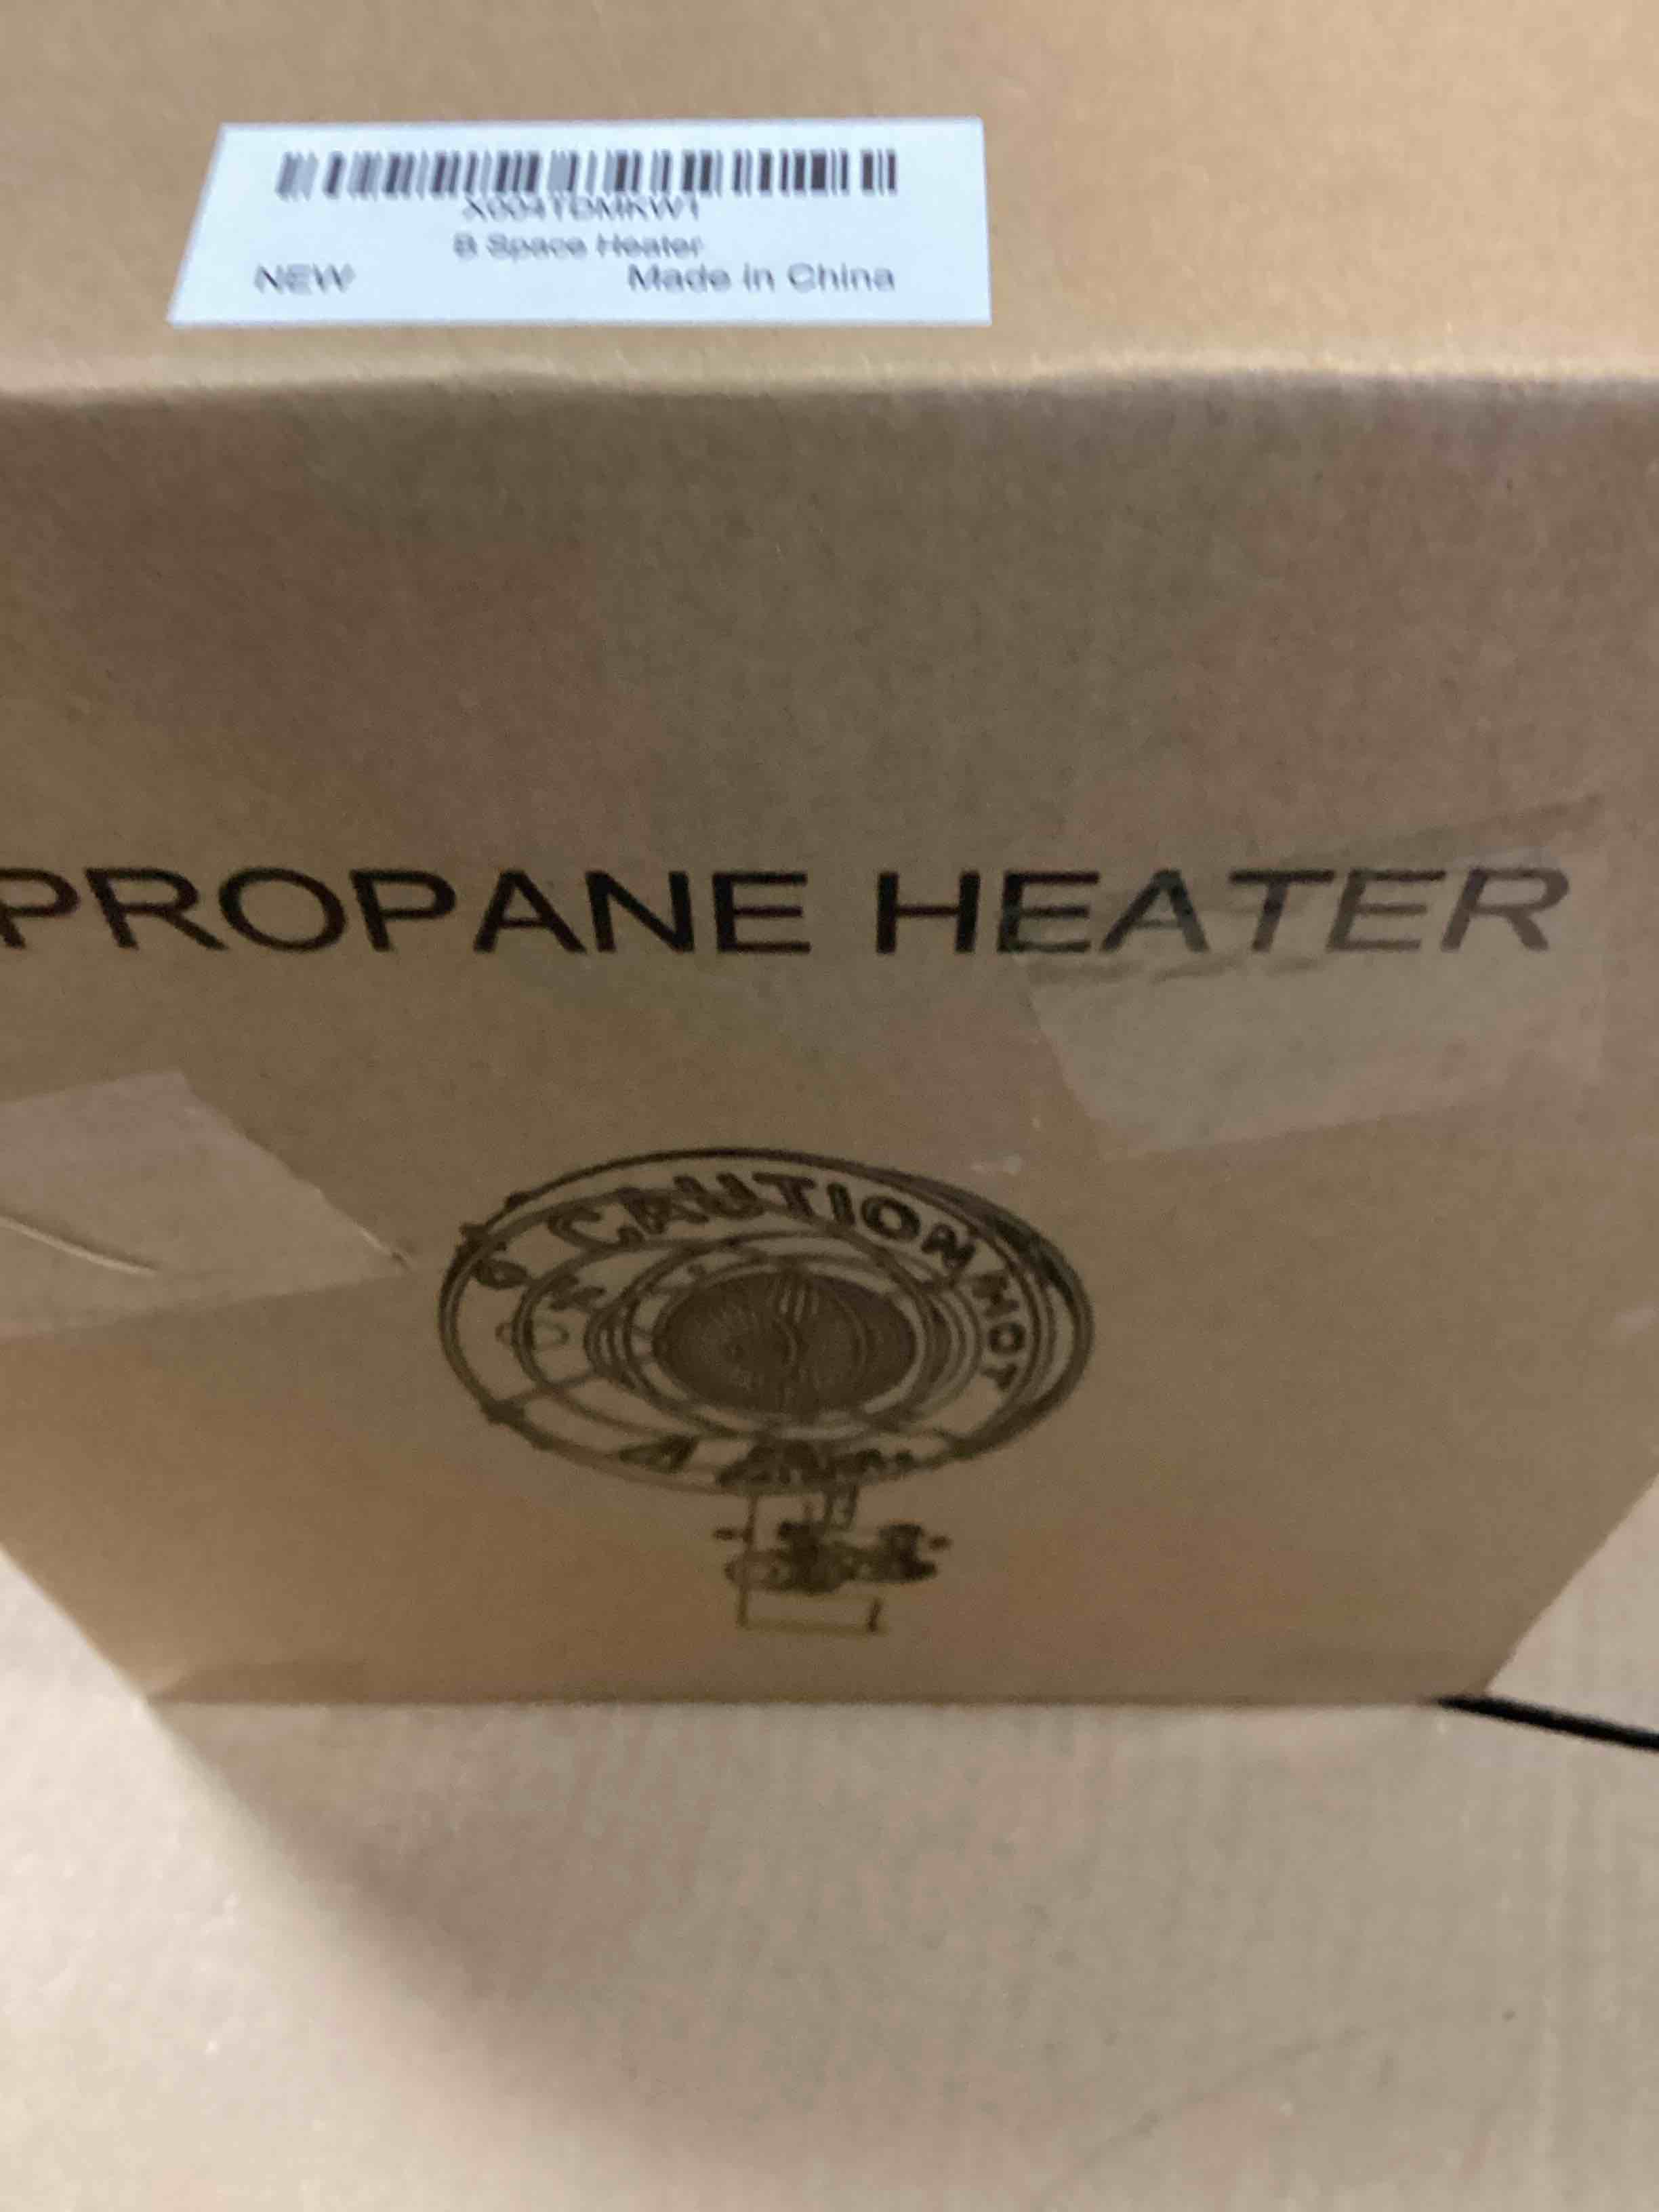 X004TDMKW1
B Space Heater
NEW Made in China
PROPANE HEATER
CAUTION HOT